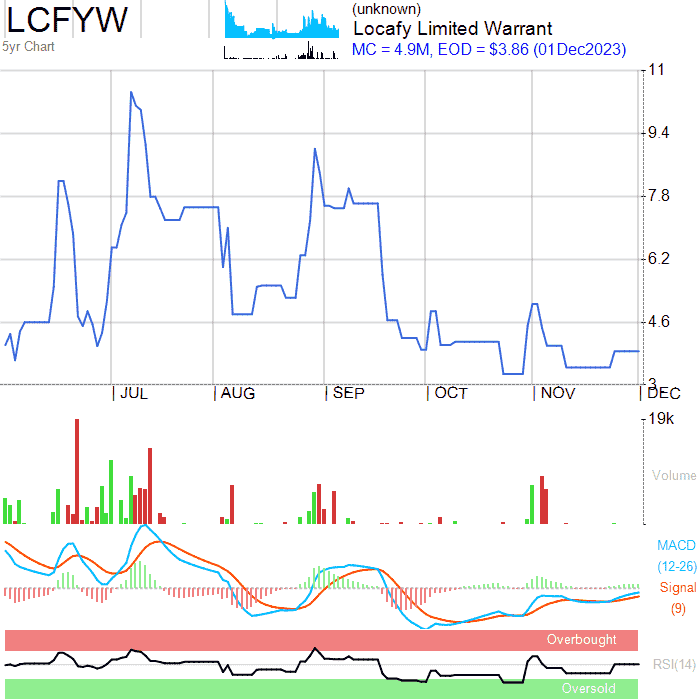 LCFYW
(unknown)
Locafy Limited Warrant
5yr Chart
MC = 4.9M, EOD = $3.86 (01Dec2023)
11
9.4
7.8
6.2
4.6
3
JUL AUG SEP OCT NOV DEC
19k
Volume
MACD
(12-26)
Signal
(9)
Overbought
RSI(14)
Oversold